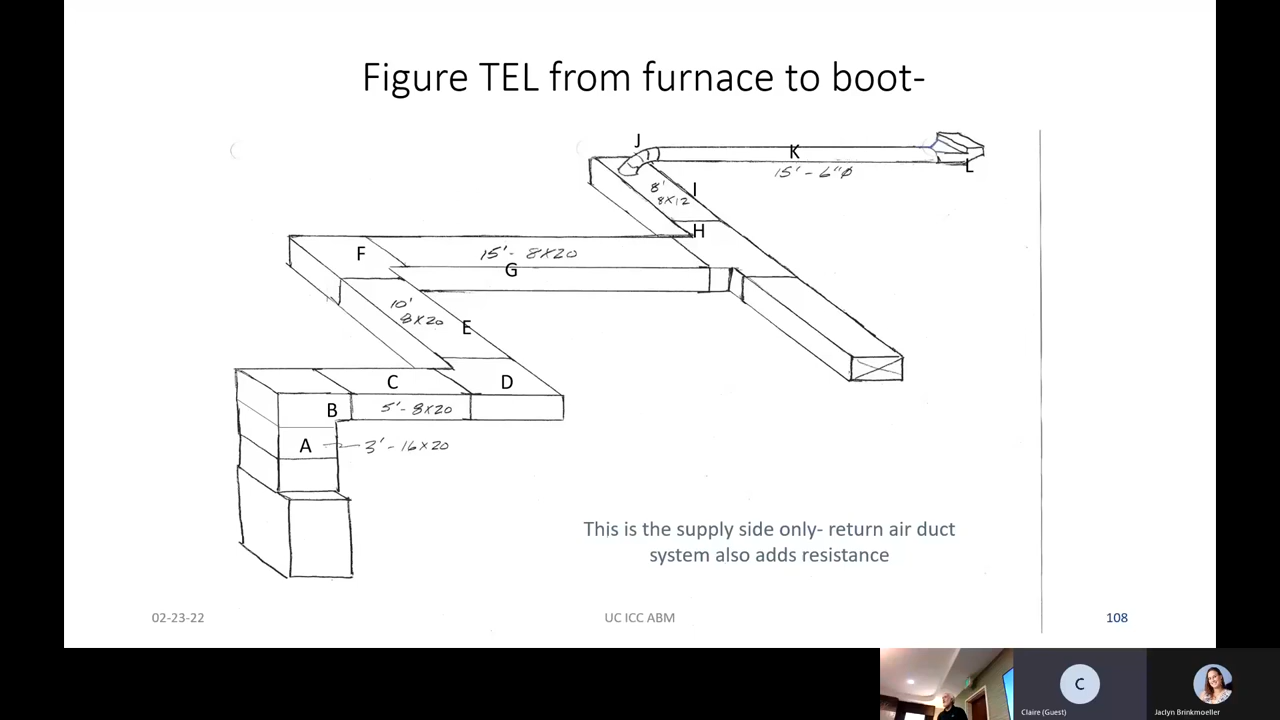 Figure TEL from furnace to boot-
J
K
15'-6"Ø
L
8'
8X12
I
H
F
15'- 8X20
G
10'
8X20
E
C
D
B
5'-8X20
A
3'-16X20
This is the supply side only- return air duct
system also adds resistance
02-23-22
UC ICC ABM
108
C
Claire (Guest)
Jaclyn Brinkmoeller